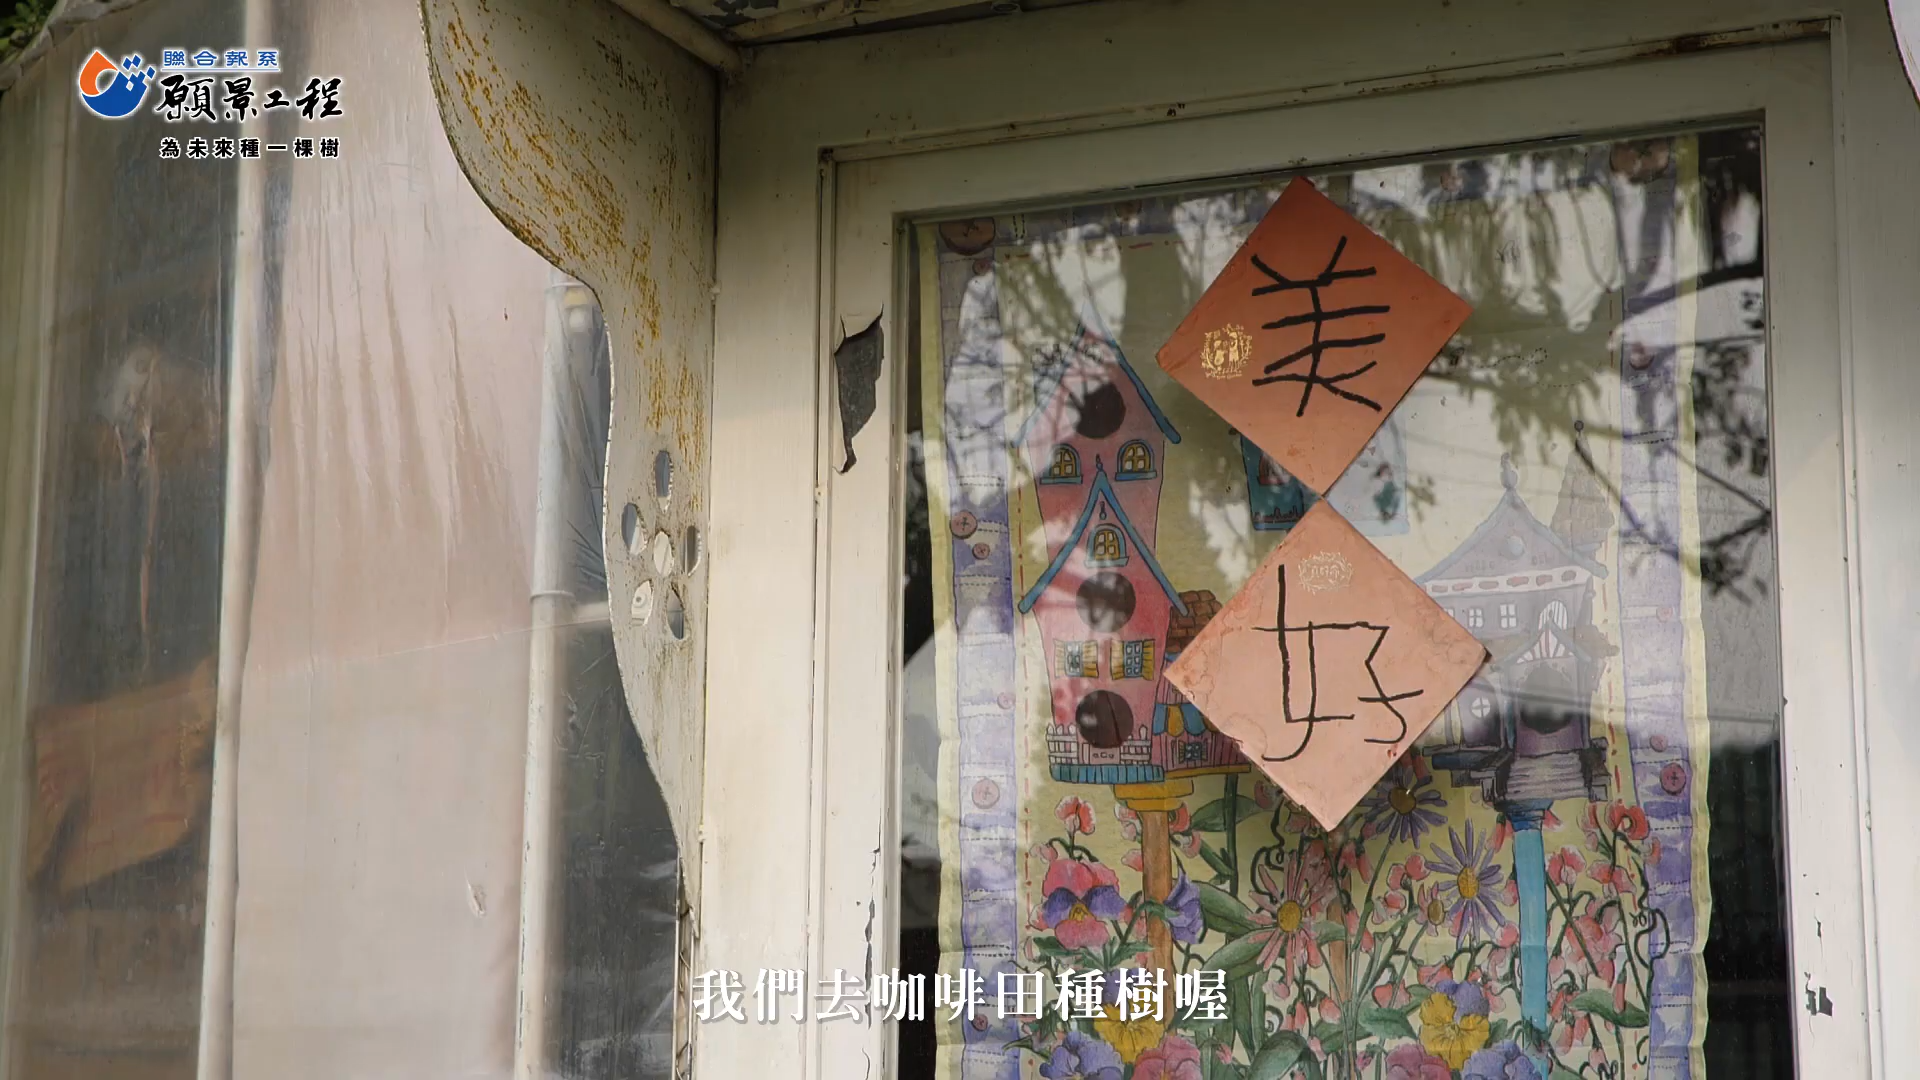 聯合報系
願景工程
為未來種一棵樹
美
好
我們去咖啡田種樹喔